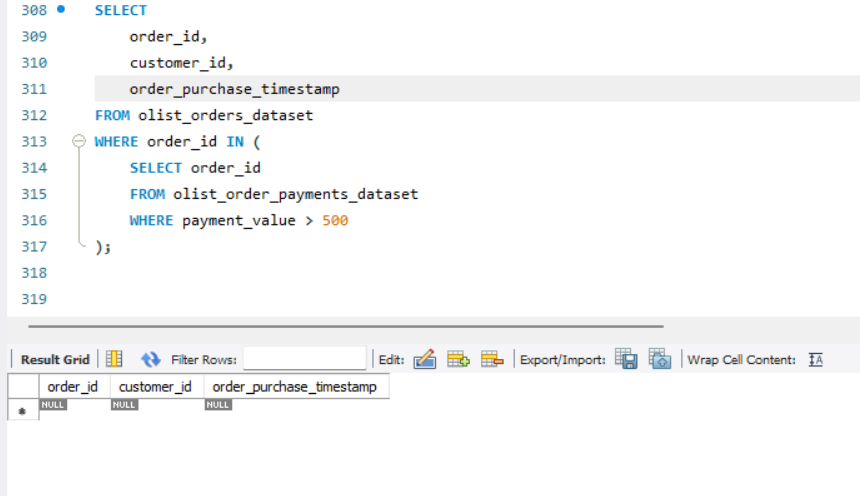 308 SELECT
309 order_id,
310 customer_id,
311 order_purchase_timestamp
312 FROM olist_orders_dataset
313 WHERE order_id IN (
314 SELECT order_id
315 FROM olist_order_payments_dataset
316 WHERE payment_value > 500
317 );
318
319
Result Grid Filter Rows: Edit: Export/Import: Wrap Cell Content: IA
order_id customer_id order_purchase_timestamp
* NULL NULL NULL